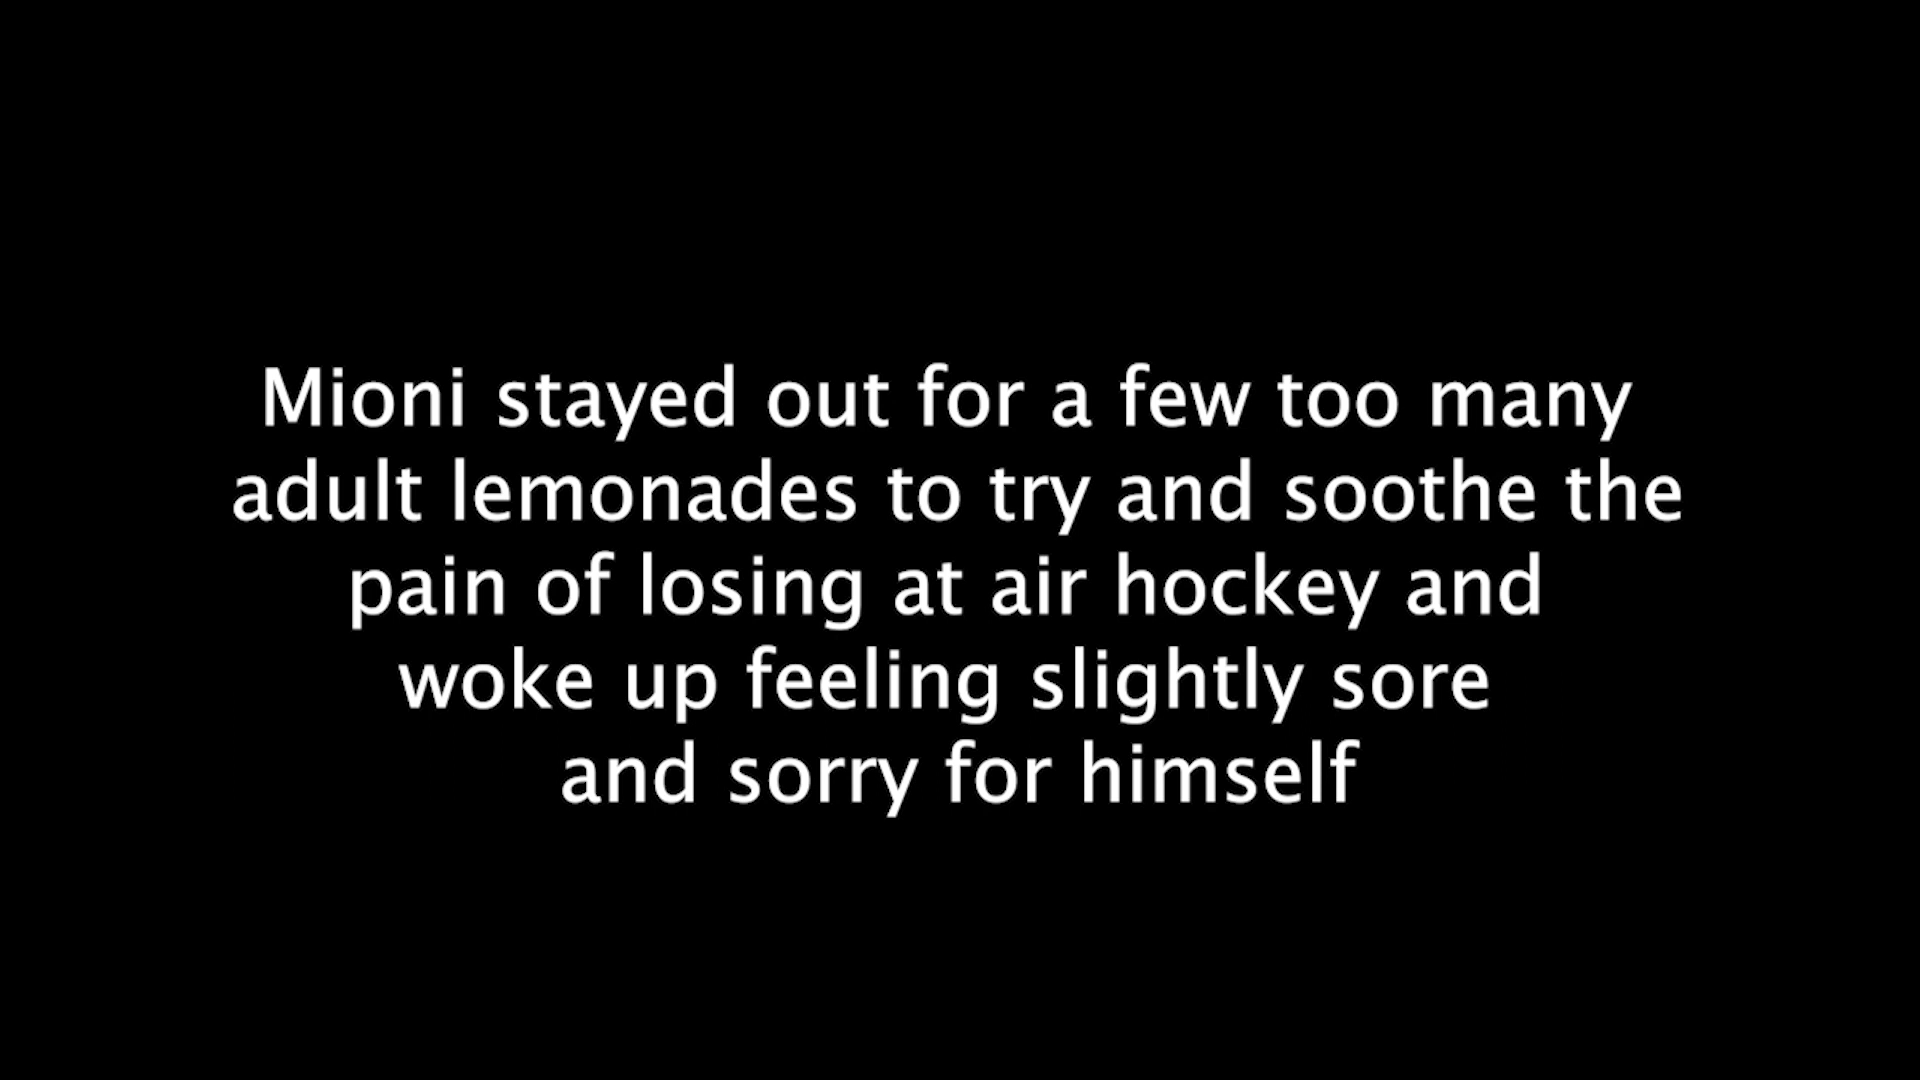 Mioni stayed out for a few too many
adult lemonades to try and soothe the
pain of losing at air hockey and
woke up feeling slightly sore
and sorry for himself